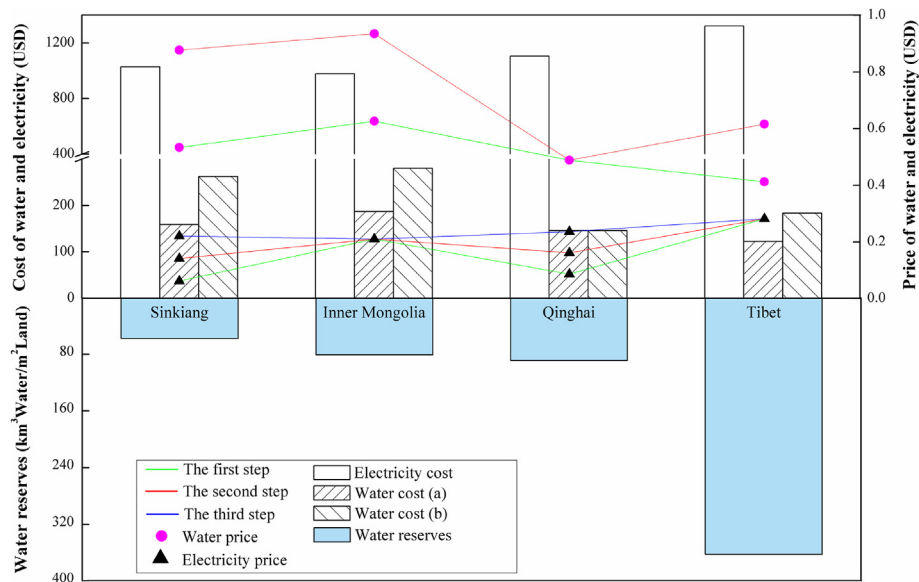 Cost of water and electricity (USD)
1200
800
400
200
100
0
Water reserves (km³Water/m²Land)
80
160
240
320
400
Price of water and electricity (USD)
1.0
0.8
0.6
0.4
0.2
0.0
Sinkiang
Inner Mongolia
Qinghai
Tibet
The first step
The second step
The third step
Water price
Electricity price
Electricity cost
Water cost (a)
Water cost (b)
Water reserves